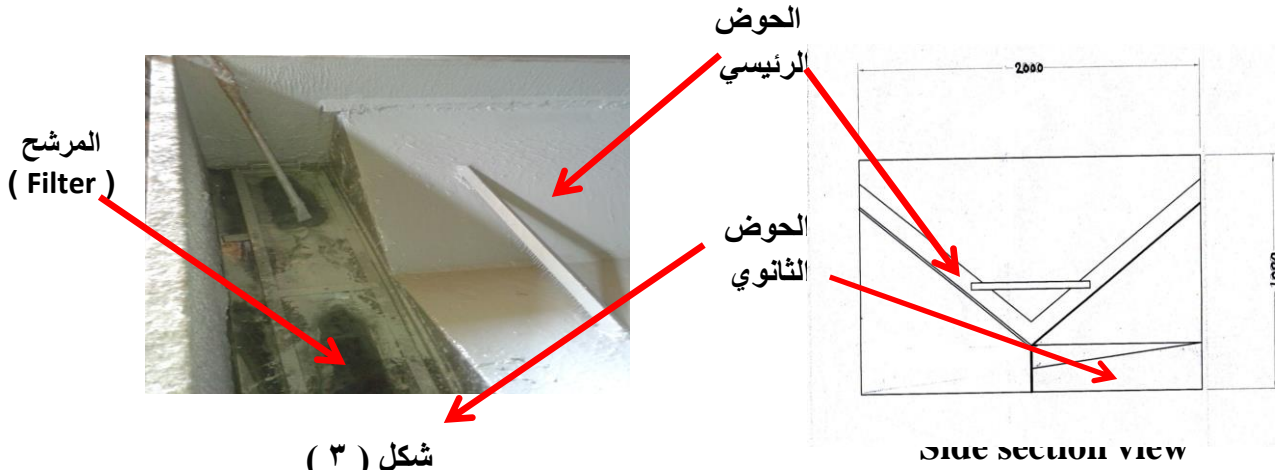 الحوض
الرئيسي
2000
المرشح
( Filter )
الحوض
الثانوي
شكل ( ٣ )
Side section view